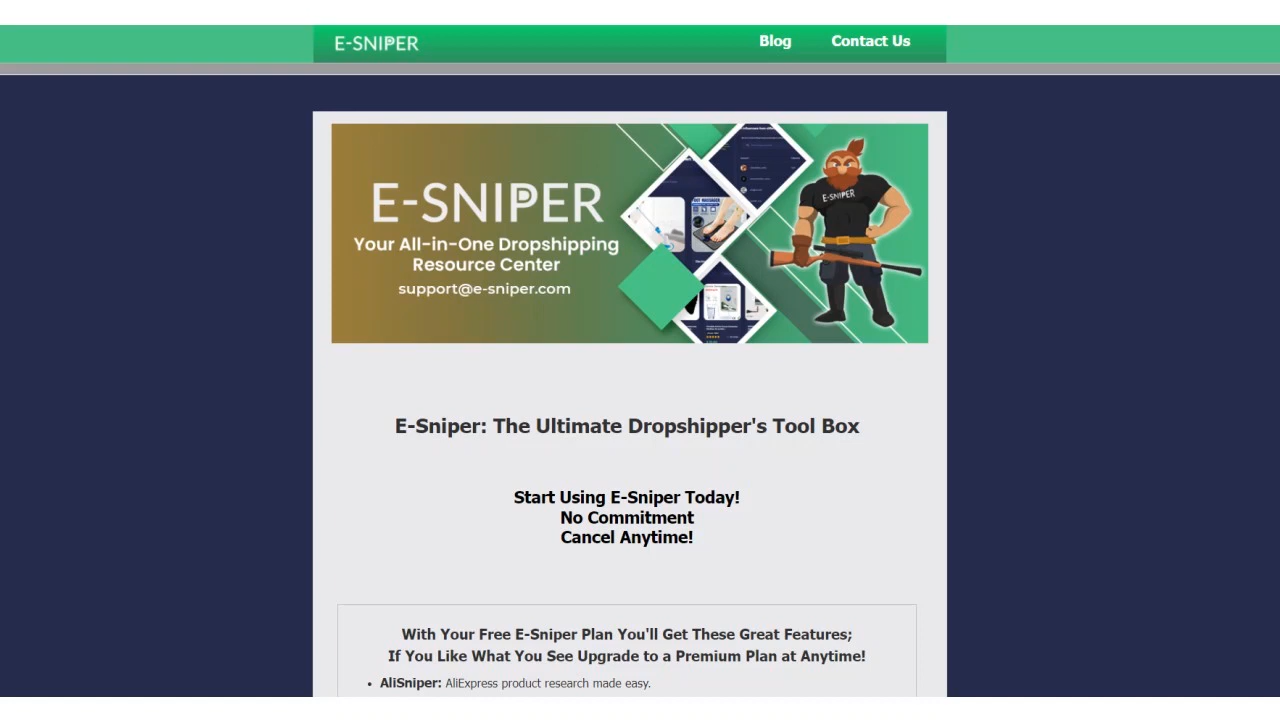 E-SNIPER
Blog
Contact Us
E-SNIPER
Your All-in-One Dropshipping
Resource Center
support@e-sniper.com
E-SNIPER
E-Sniper: The Ultimate Dropshipper's Tool Box
Start Using E-Sniper Today!
No Commitment
Cancel Anytime!
With Your Free E-Sniper Plan You'll Get These Great Features;
If You Like What You See Upgrade to a Premium Plan at Anytime!
• AliSniper: AliExpress product research made easy.